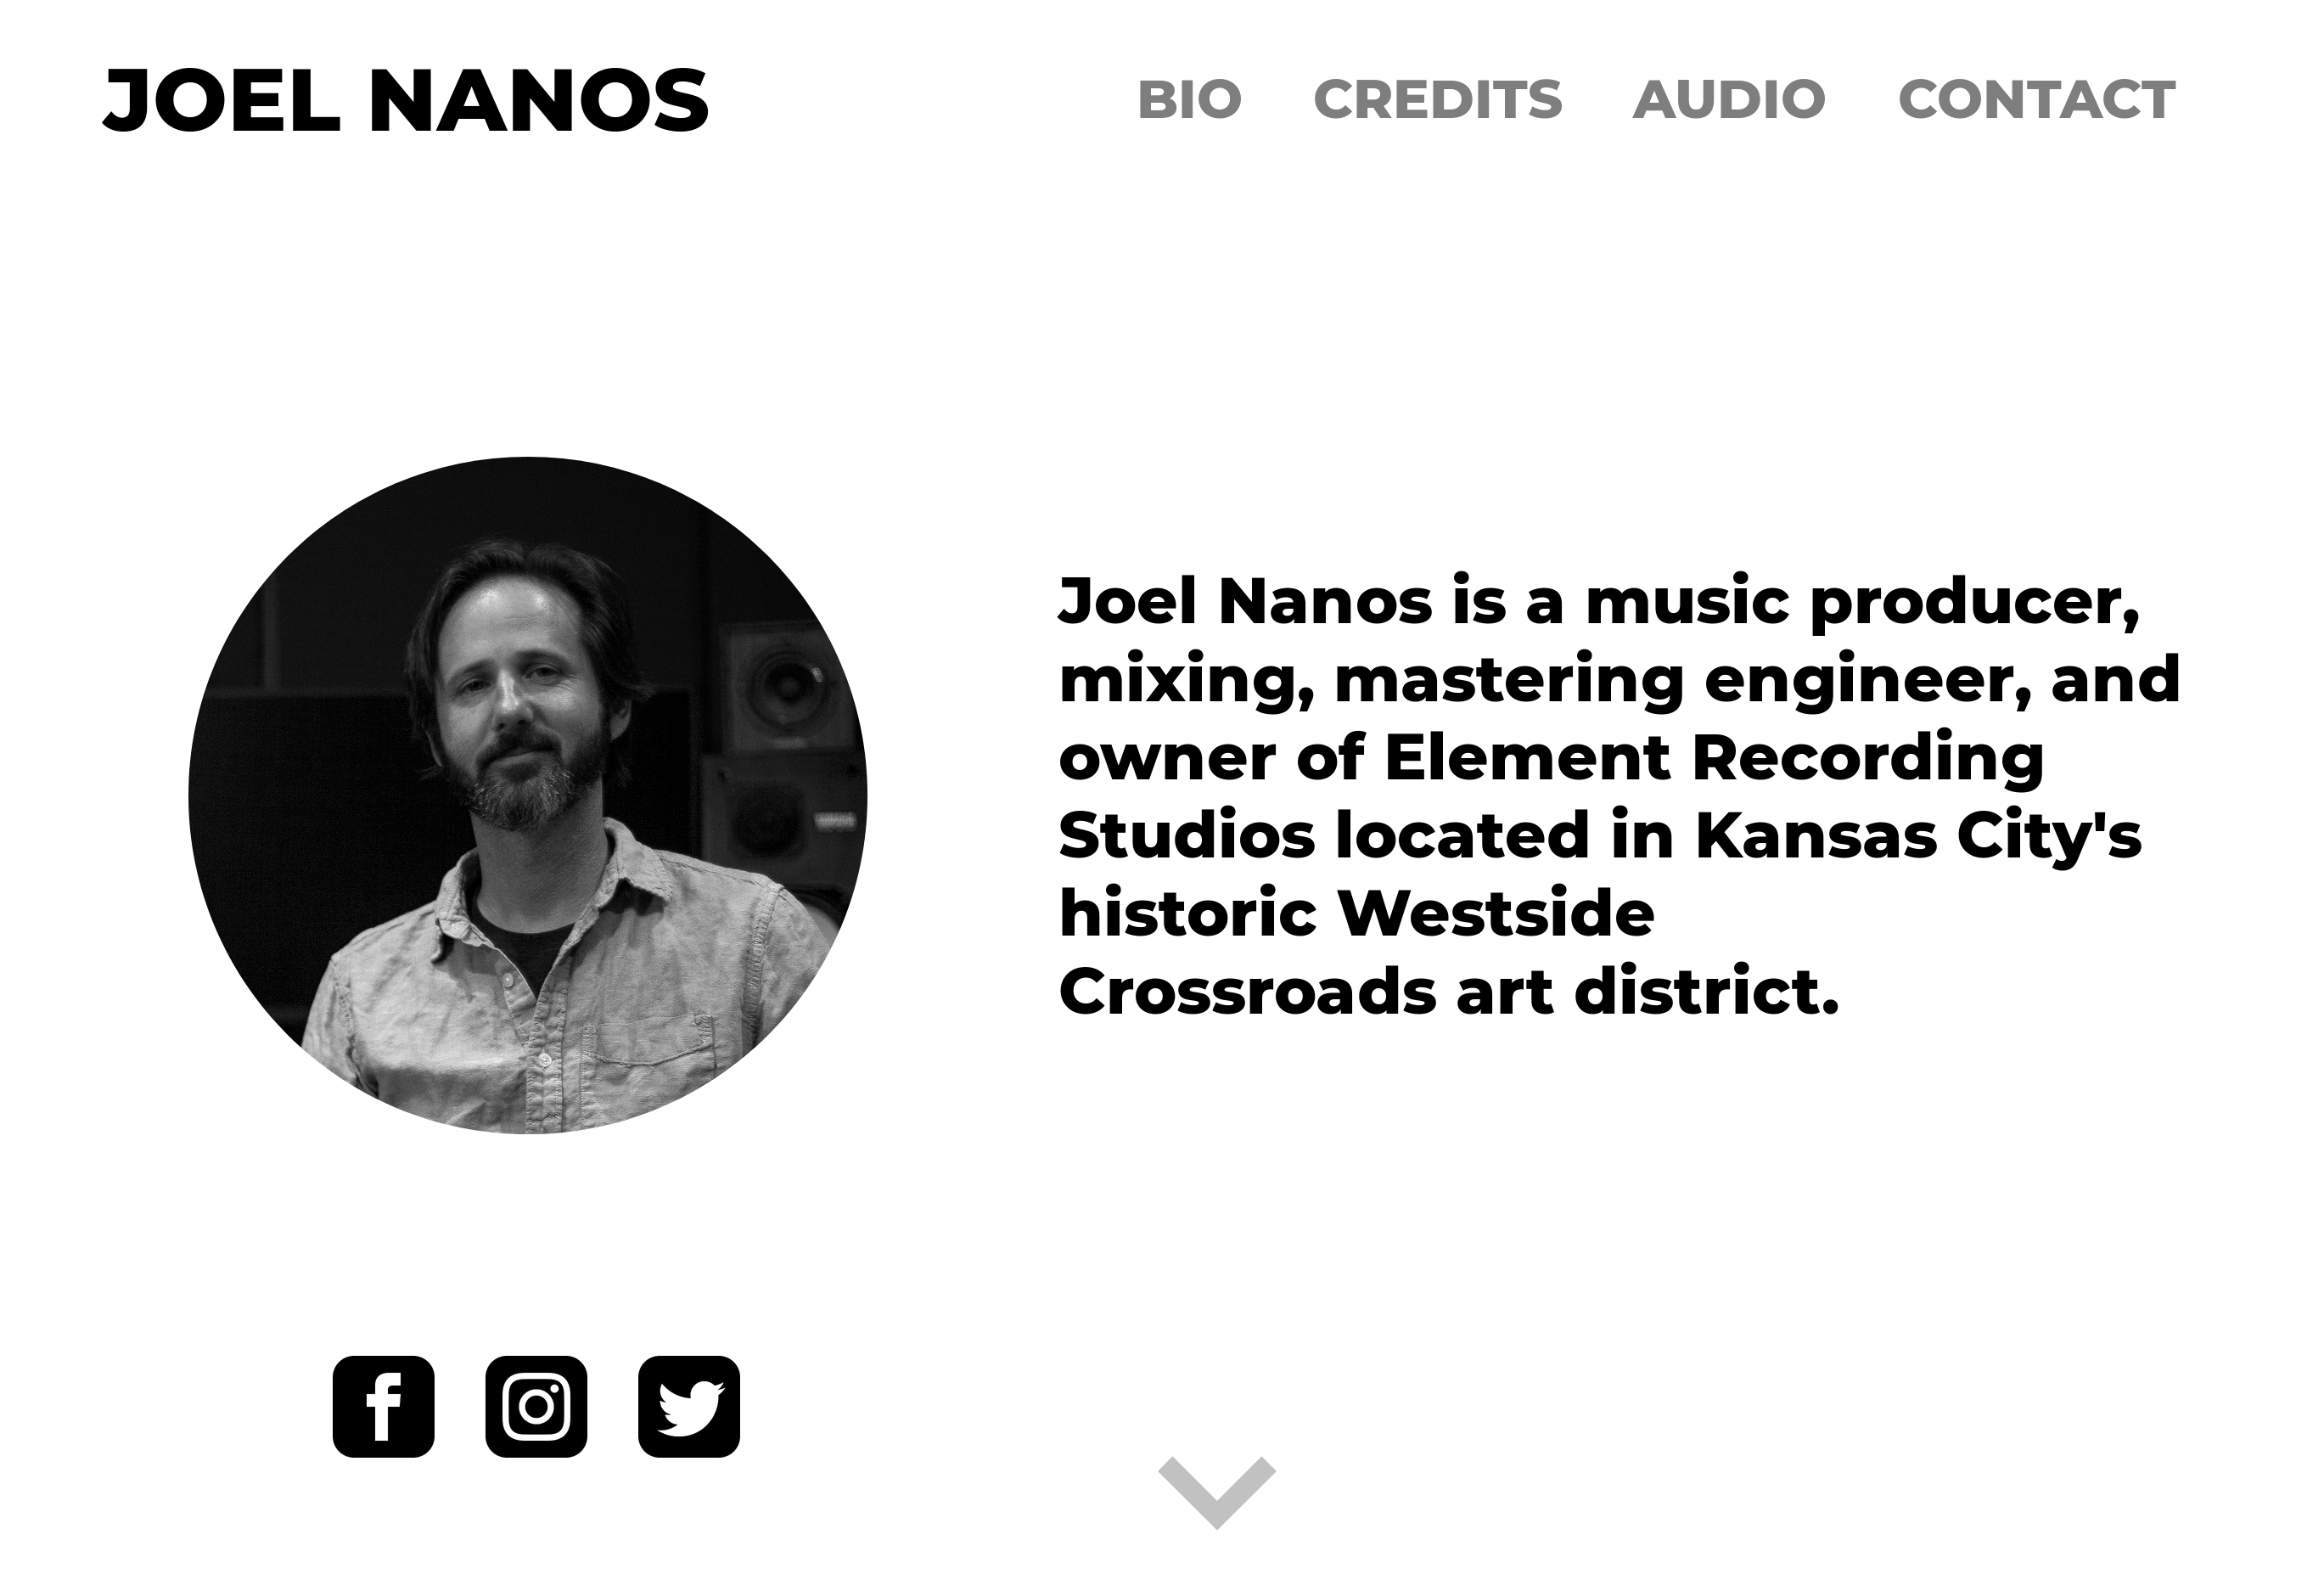 JOEL NANOS
BIO CREDITS AUDIO CONTACT
Joel Nanos is a music producer,
mixing, mastering engineer, and
owner of Element Recording
Studios located in Kansas City's
historic Westside
Crossroads art district.